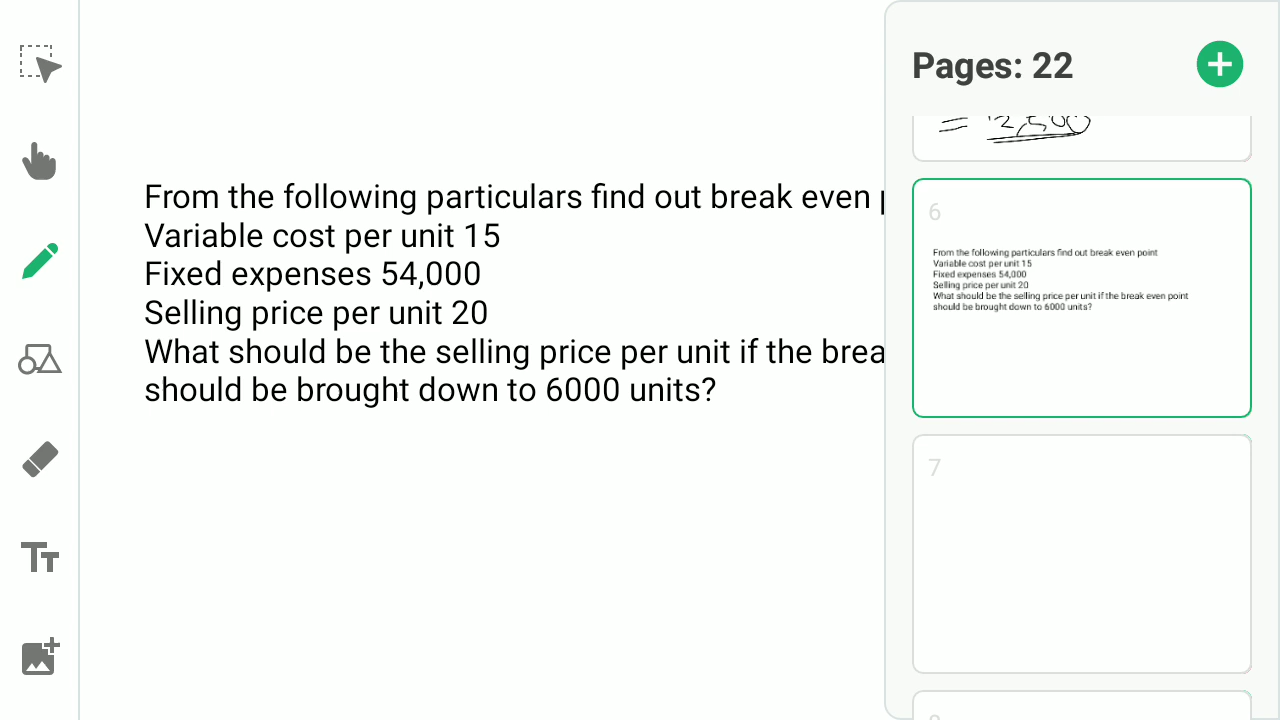 From the following particulars find out break even
Variable cost per unit 15
Fixed expenses 54,000
Selling price per unit 20
What should be the selling price per unit if the brea
should be brought down to 6000 units?
Pages: 22
= 12,500
6
From the following particulars find out break even point
Variable cost per unit 15
Fixed expenses 54,000
Selling price per unit 20
What should be the selling price per unit if the break even point
should be brought down to 6000 units?
7